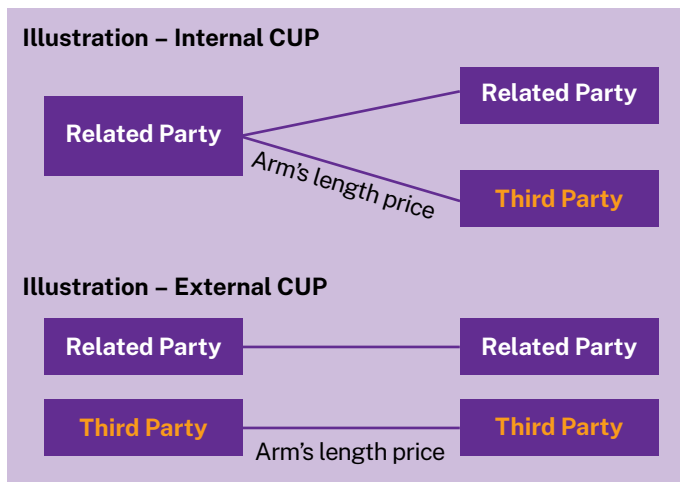 Illustration – Internal CUP
Related Party
Related Party
Arm's length price
Third Party
Illustration – External CUP
Related Party
Related Party
Third Party
Third Party
Arm's length price